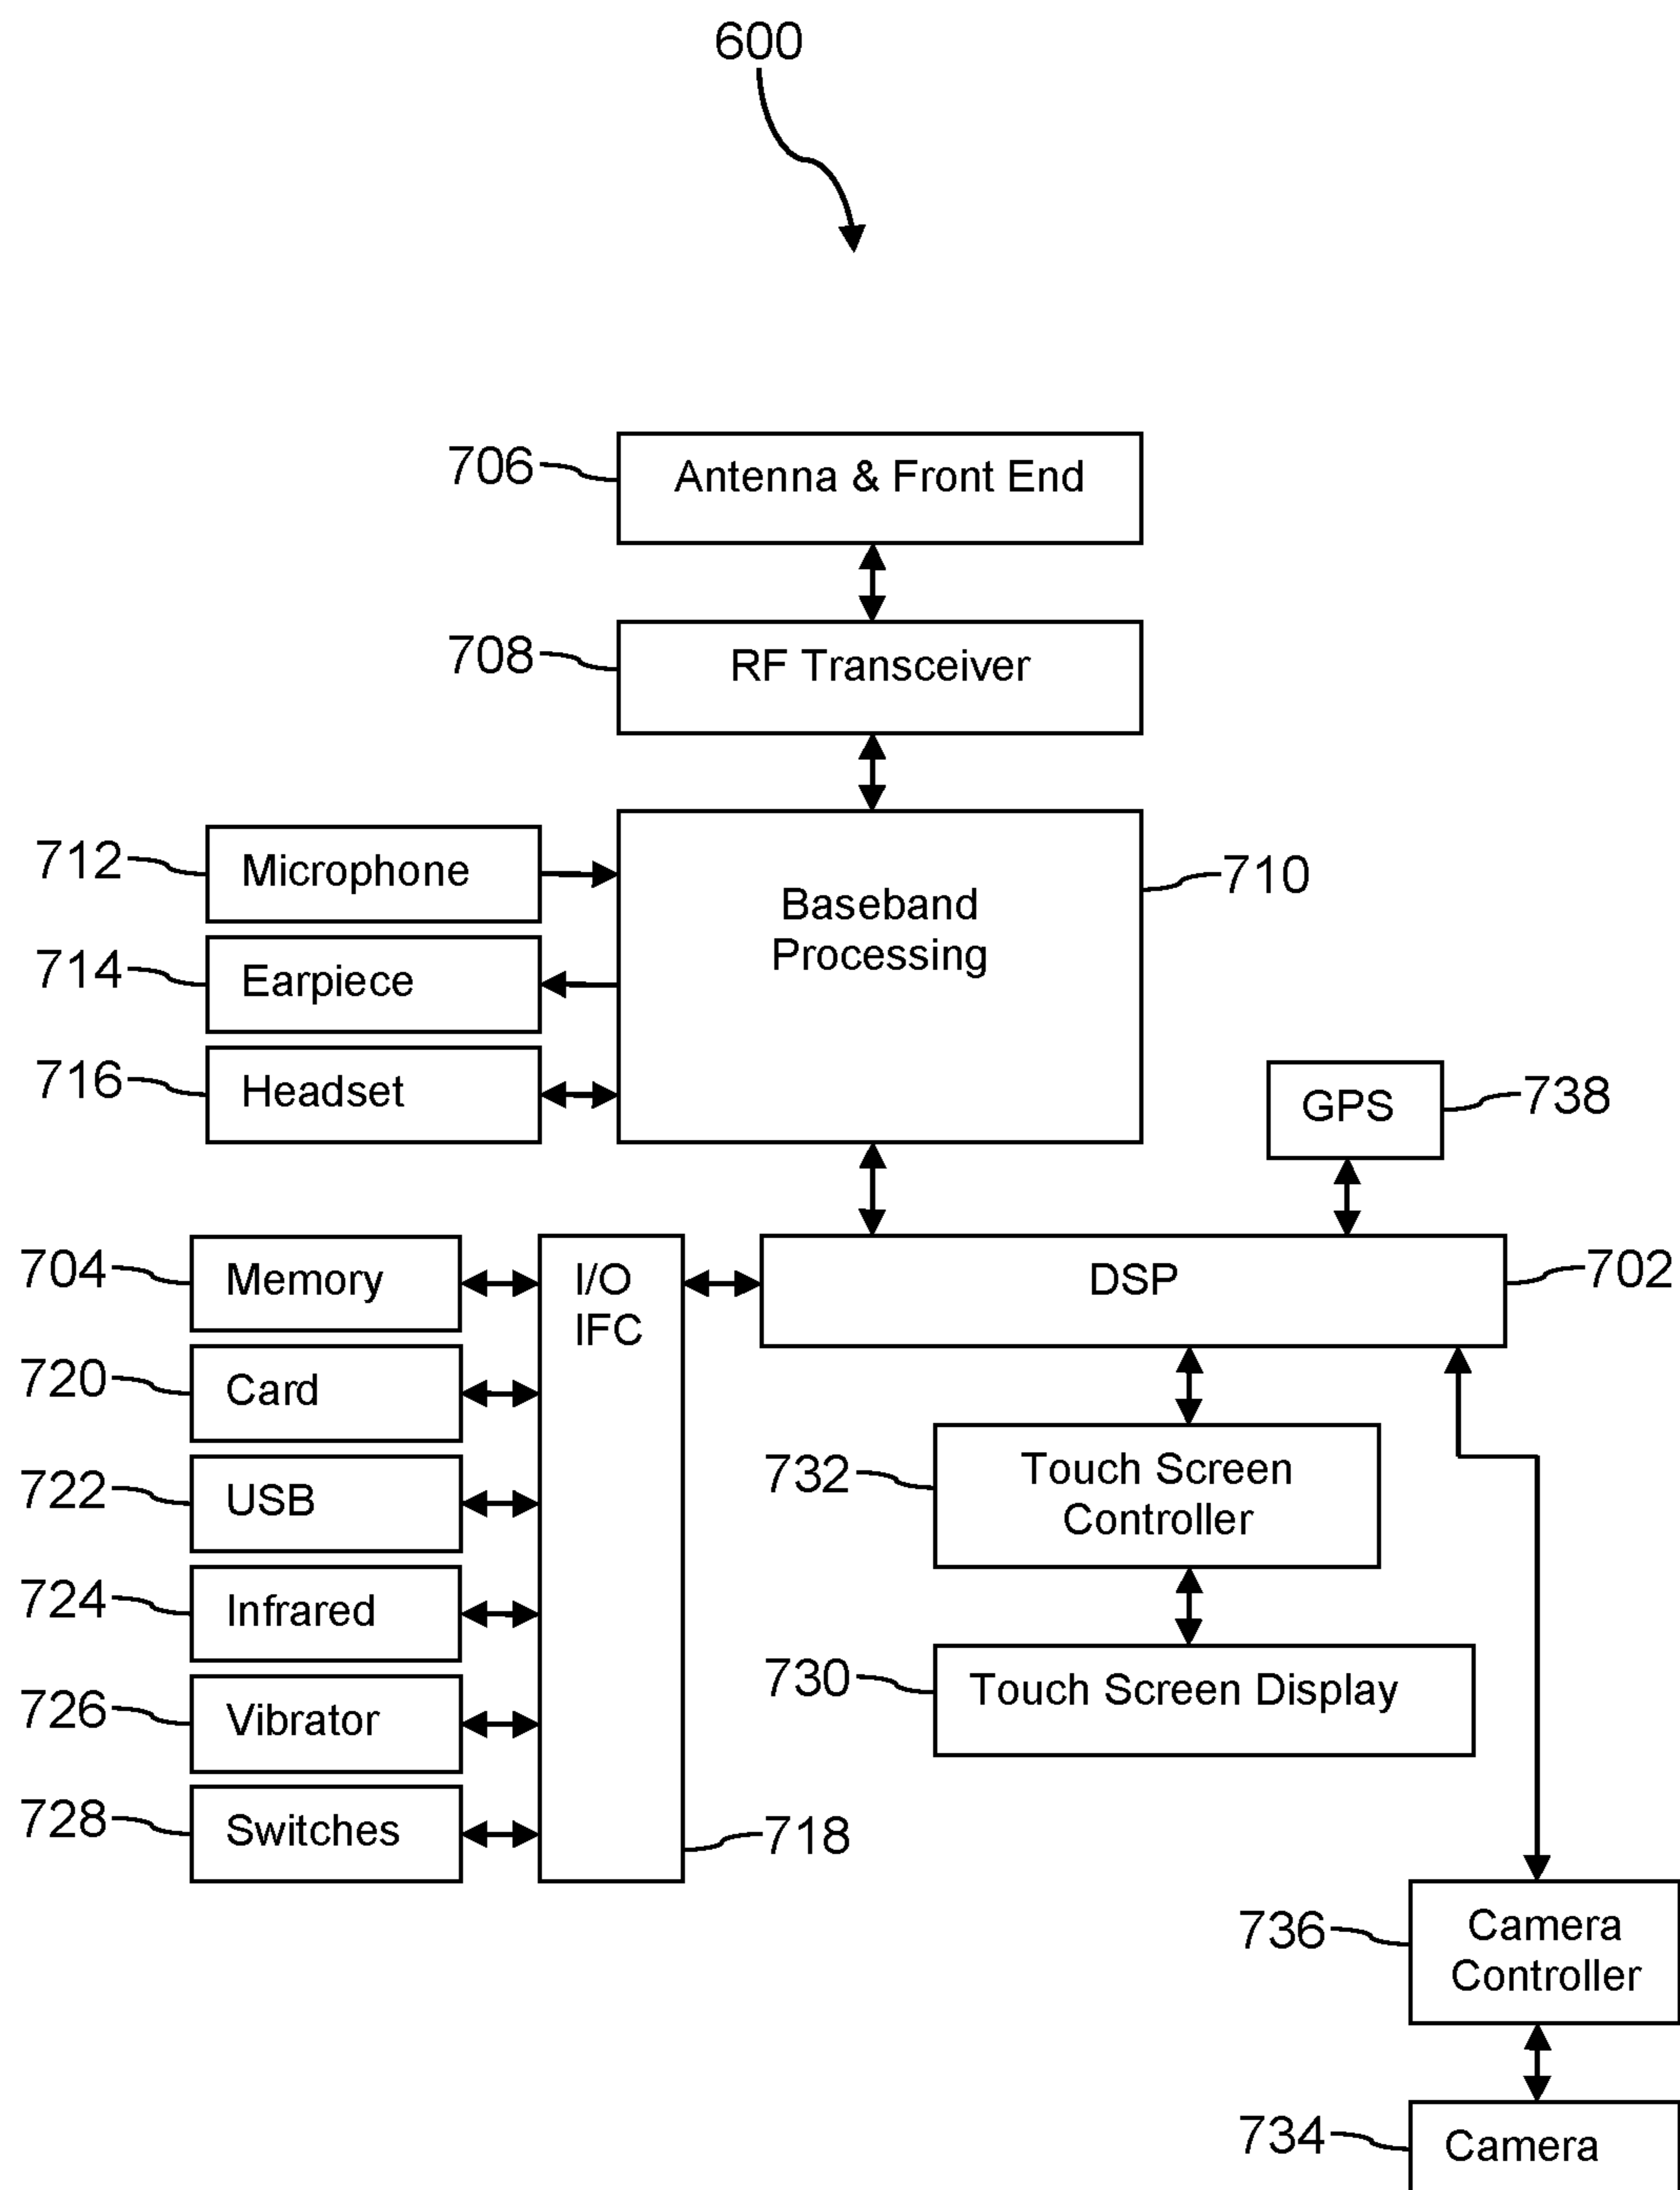 600
706
Antenna & Front End
708
RF Transceiver
712
Microphone
Baseband
Processing
710
714
Earpiece
716
Headset
GPS
738
704
Memory
I/O
IFC
DSP
702
720
Card
732
Touch Screen
Controller
722
USB
724
Infrared
730
Touch Screen Display
726
Vibrator
728
Switches
718
736
Camera
Controller
734
Camera